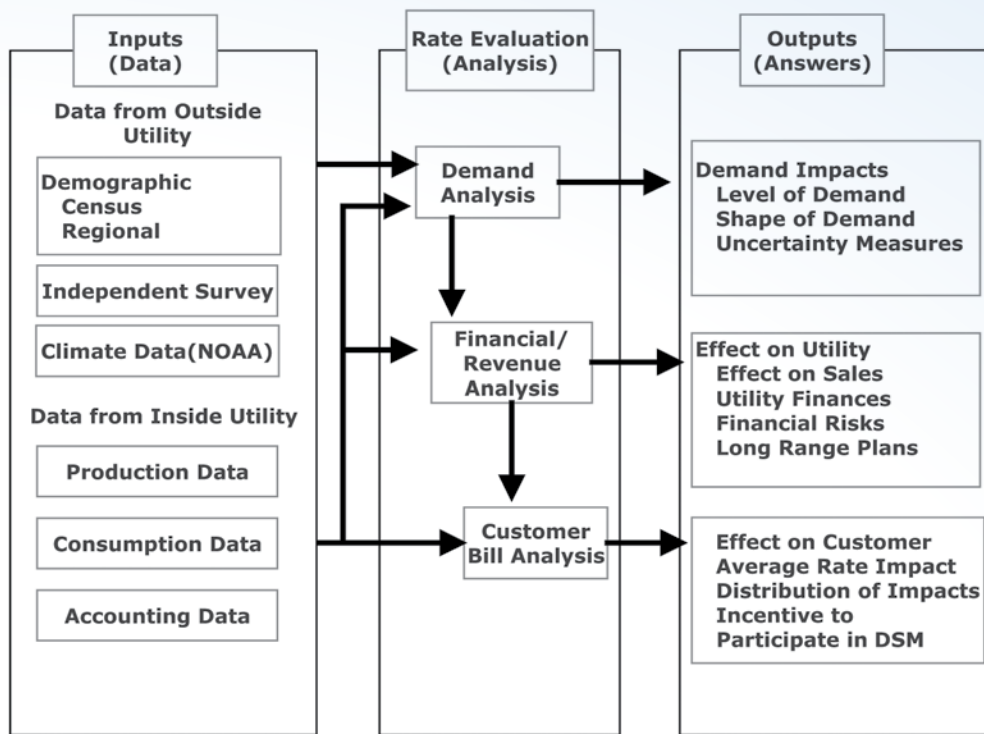 Inputs
(Data)
Data from Outside
Utility
Demographic
Census
Regional
Independent Survey
Climate Data(NOAA)
Data from Inside Utility
Production Data
Consumption Data
Accounting Data
Rate Evaluation
(Analysis)
Demand
Analysis
Financial/
Revenue
Analysis
Customer
Bill Analysis
Outputs
(Answers)
Demand Impacts
Level of Demand
Shape of Demand
Uncertainty Measures
Effect on Utility
Effect on Sales
Utility Finances
Financial Risks
Long Range Plans
Effect on Customer
Average Rate Impact
Distribution of Impacts
Incentive to
Participate in DSM